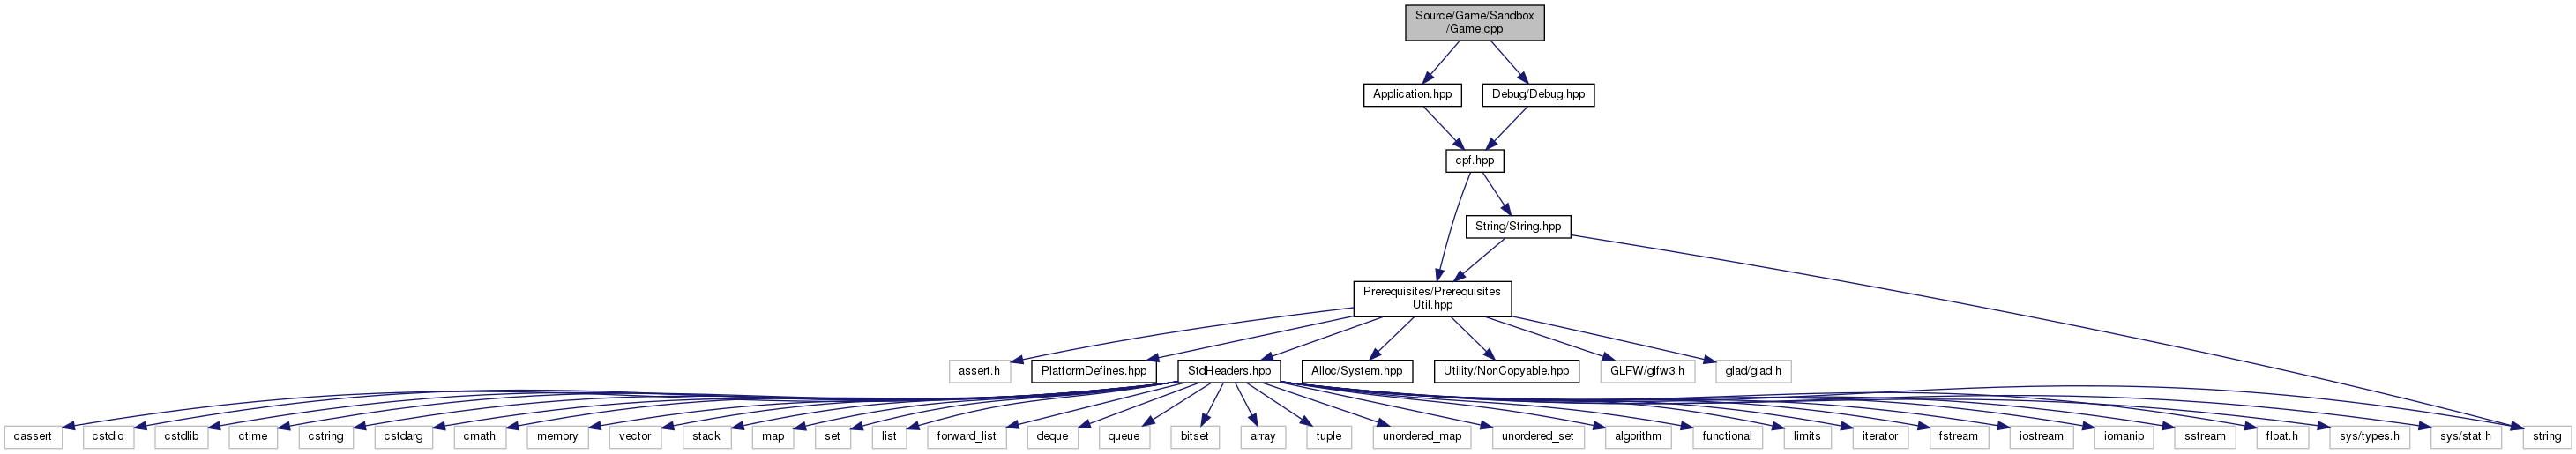 Source/Game/Sandbox
/Game.cpp
Application.hpp
Debug/Debug.hpp
cpf.hpp
String/String.hpp
Prerequisites/Prerequisites
Util.hpp
assert.h
PlatformDefines.hpp
StdHeaders.hpp
Alloc/System.hpp
Utility/NonCopyable.hpp
GLFW/glfw3.h
glad/glad.h
cassert
cstdio
cstdlib
ctime
cstring
cstdarg
cmath
memory
vector
stack
map
set
list
forward_list
deque
queue
bitset
array
tuple
unordered_map
unordered_set
algorithm
functional
limits
iterator
fstream
iostream
iomanip
sstream
float.h
sys/types.h
sys/stat.h
string